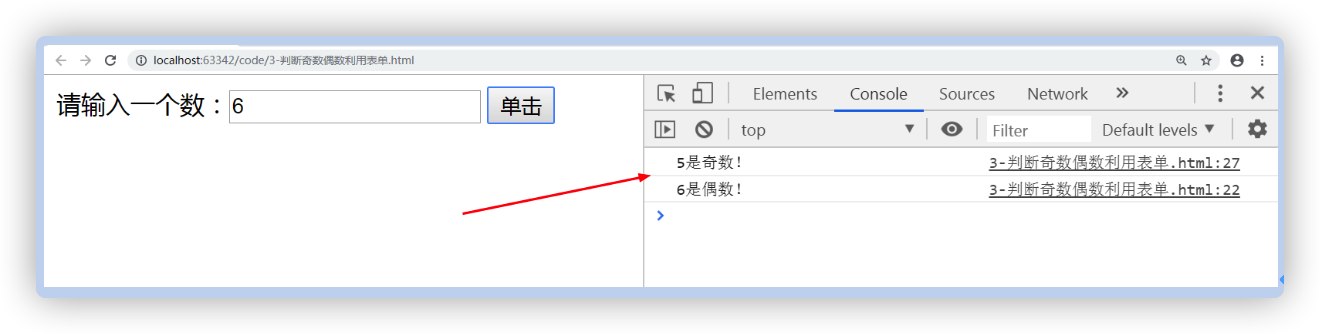 localhost:63342/code/3-判断奇数偶数利用表单.html
请输入一个数：6 单击
Elements Console Sources Network
top Filter Default levels
5是奇数！ 3-判断奇数偶数利用表单.html:27
6是偶数！ 3-判断奇数偶数利用表单.html:22